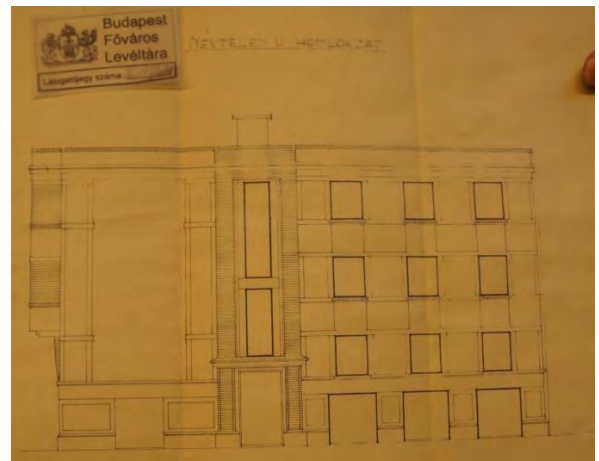 Budapest
Főváros
Levéltára
Látogatójegy száma:
NÉVTELEN U. HOMLOKZAT